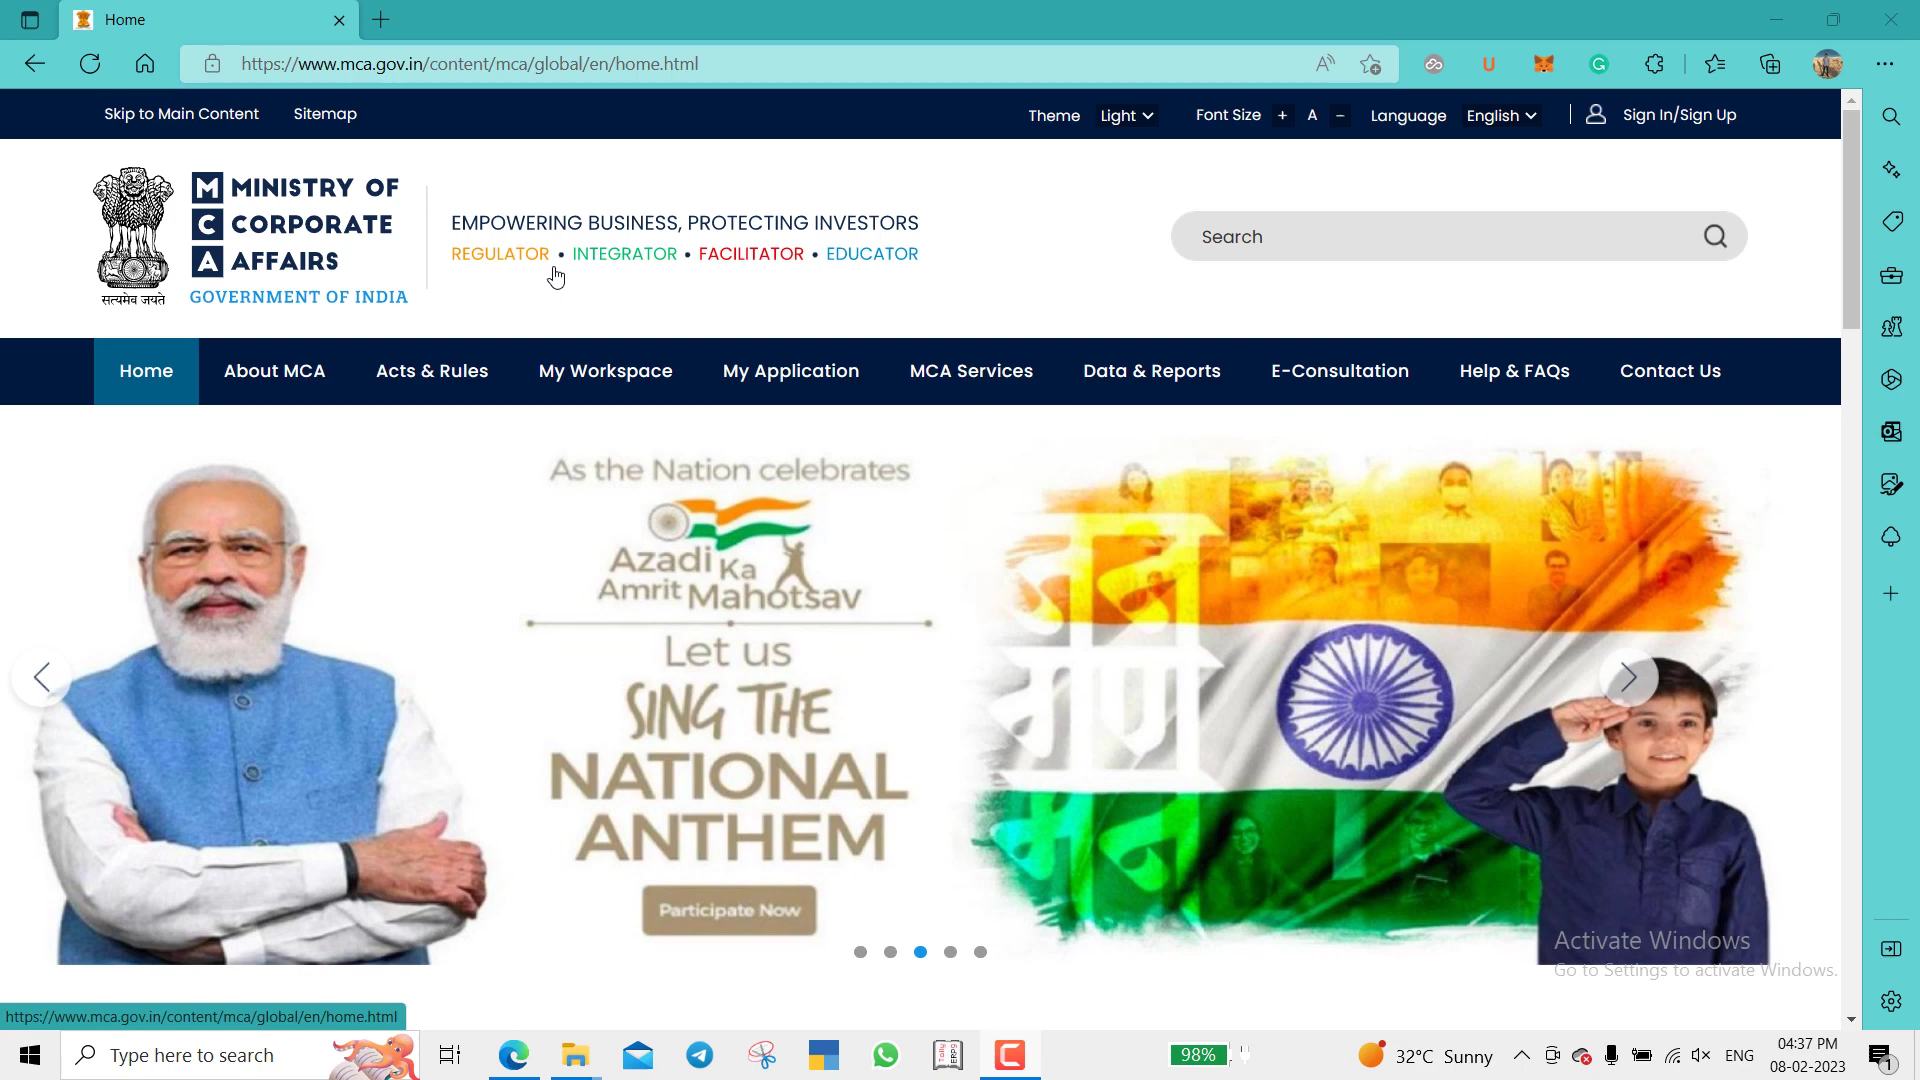 Home
https://www.mca.gov.in/content/mca/global/en/home.html
Skip to Main Content Sitemap Theme Light Font Size + A - Language English Sign In/Sign Up
MINISTRY OF
CORPORATE
AFFAIRS
GOVERNMENT OF INDIA
सत्यमेव जयते
EMPOWERING BUSINESS, PROTECTING INVESTORS
REGULATOR • INTEGRATOR • FACILITATOR • EDUCATOR
Search
Home About MCA Acts & Rules My Workspace My Application MCA Services Data & Reports E-Consultation Help & FAQs Contact Us
As the Nation celebrates
Azadi Ka
Amrit Mahotsav
Let us
SING THE
NATIONAL
ANTHEM
Participate Now
जन
गण
मन
Activate Windows
Go to Settings to activate Windows.
https://www.mca.gov.in/content/mca/global/en/home.html
Type here to search
98%
32°C Sunny
ENG
04:37 PM
08-02-2023
1